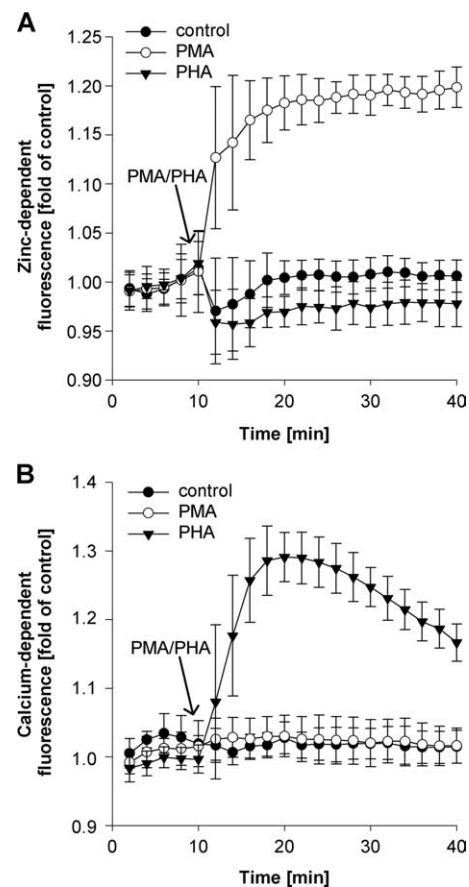 A
control
PMA
PHA
PMA/PHA
Zinc-dependent
fluorescence [fold of control]
1.25
1.20
1.15
1.10
1.05
1.00
0.95
0.90
0 10 20 30 40
Time [min]
B
control
PMA
PHA
PMA/PHA
Calcium-dependent
fluorescence [fold of control]
1.4
1.3
1.2
1.1
1.0
0.9
0 10 20 30 40
Time [min]